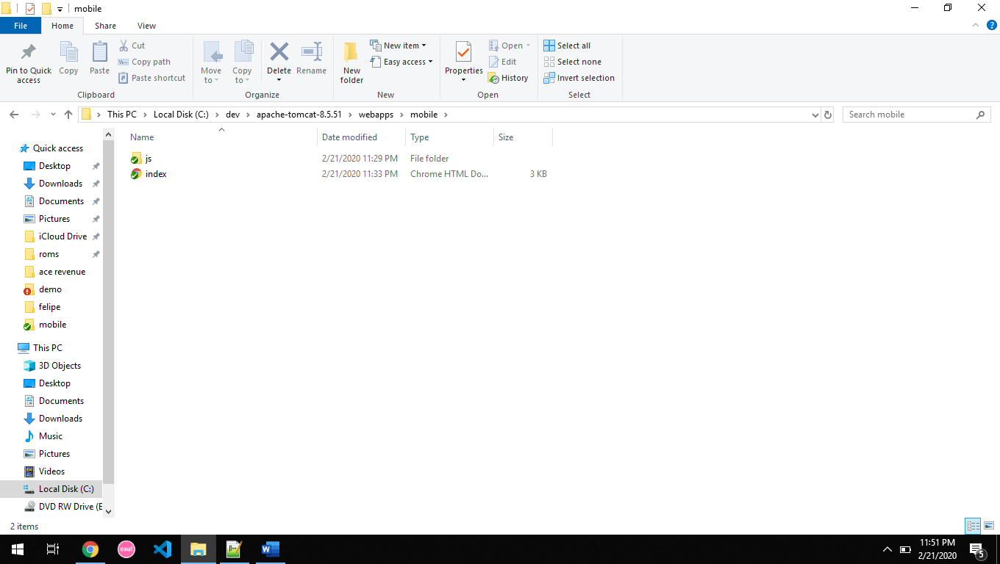 mobile
File Home Share View
Pin to Quick access
Copy
Paste
Cut
Copy path
Paste shortcut
Clipboard
Move to
Copy to
Delete
Rename
Organize
New folder
New item
Easy access
New
Properties
Open
Edit
History
Open
Select all
Select none
Invert selection
Select
This PC > Local Disk (C:) > dev > apache-tomcat-8.5.51 > webapps > mobile >
Search mobile
Name Date modified Type Size
js 2/21/2020 11:29 PM File folder
index 2/21/2020 11:33 PM Chrome HTML Do... 3 KB
Quick access
Desktop
Downloads
Documents
Pictures
iCloud Drive
roms
ace revenue
demo
felipe
mobile
This PC
3D Objects
Desktop
Documents
Downloads
Music
Pictures
Videos
Local Disk (C:)
DVD RW Drive (E
2 items
osu!
11:51 PM
2/21/2020
5